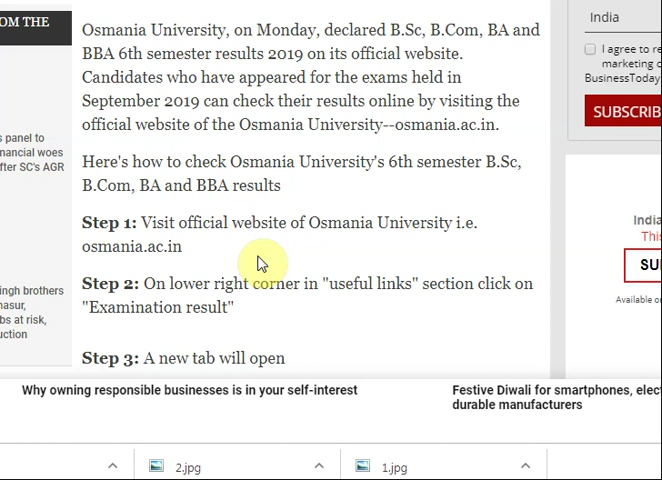 OM THE
s panel to
nancial woes
fter SC's AGR
ingh brothers
nasur,
bs at risk,
uction
Osmania University, on Monday, declared B.Sc, B.Com, BA and
BBA 6th semester results 2019 on its official website.
Candidates who have appeared for the exams held in
September 2019 can check their results online by visiting the
official website of the Osmania University--osmania.ac.in.
Here's how to check Osmania University's 6th semester B.Sc,
B.Com, BA and BBA results
Step 1: Visit official website of Osmania University i.e.
osmania.ac.in
Step 2: On lower right corner in "useful links" section click on
"Examination result"
Step 3: A new tab will open
India
I agree to re
marketing c
BusinessToday
SUBSCRIB
India
This
SU
Available o
Why owning responsible businesses is in your self-interest
Festive Diwali for smartphones, elec
durable manufacturers
2.jpg
1.jpg